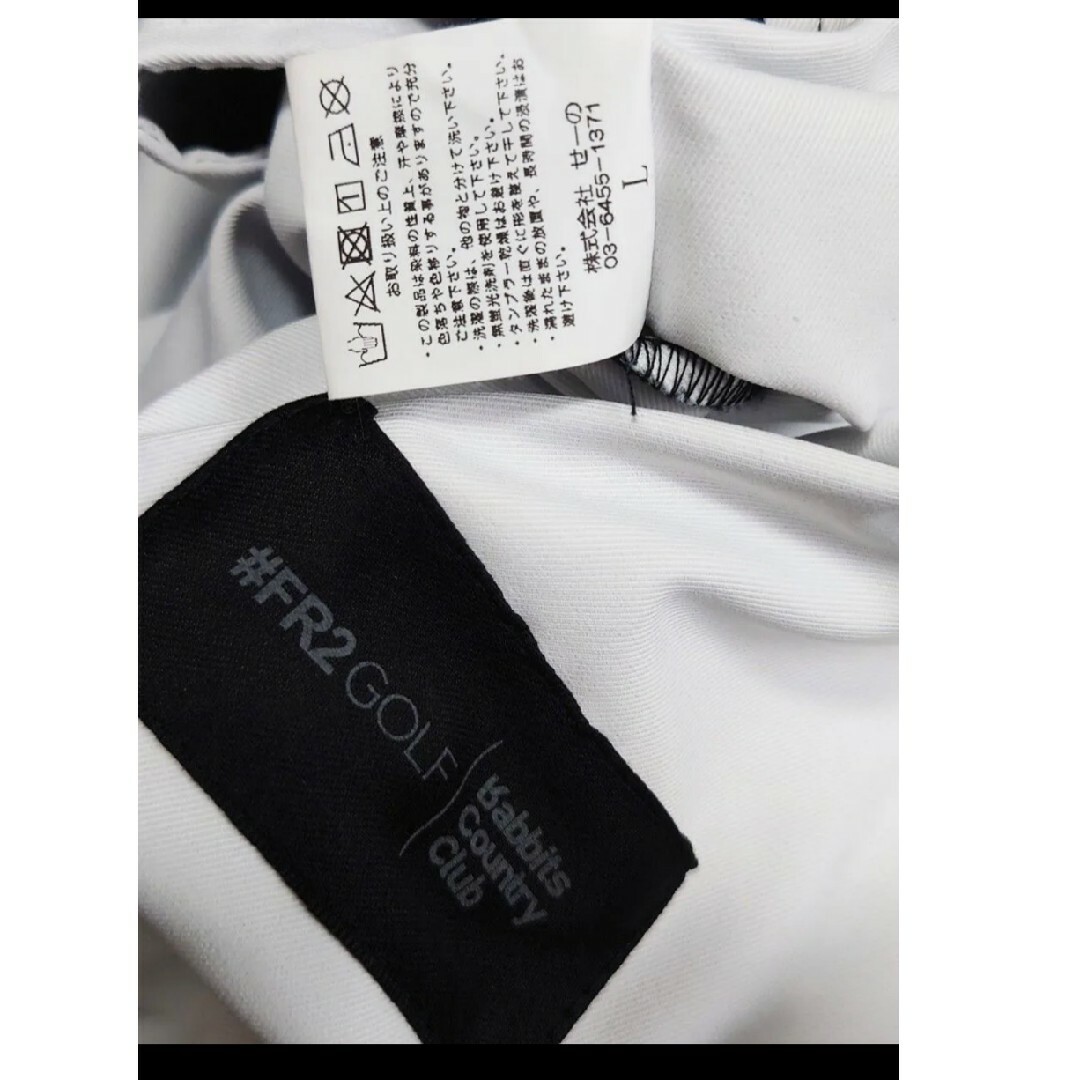 お取り扱い上のご注意
・この製品は染料の性質上、汗や摩擦により
色落ちや色移りする事がありますので充分
ご注意下さい。
・洗濯の際は、他の物と分けて洗い下さい。
・無蛍光洗剤を使用して下さい。
・タンブラー乾燥はお避け下さい。
・洗濯後は直ぐに形を整えて干して下さい。
・濡れたままの放置や、長時間の浸漬はお
避け下さい。
株式会社 せーの
03-6455-1371
L
#FR2GOLF
Rabbits
Country
Club